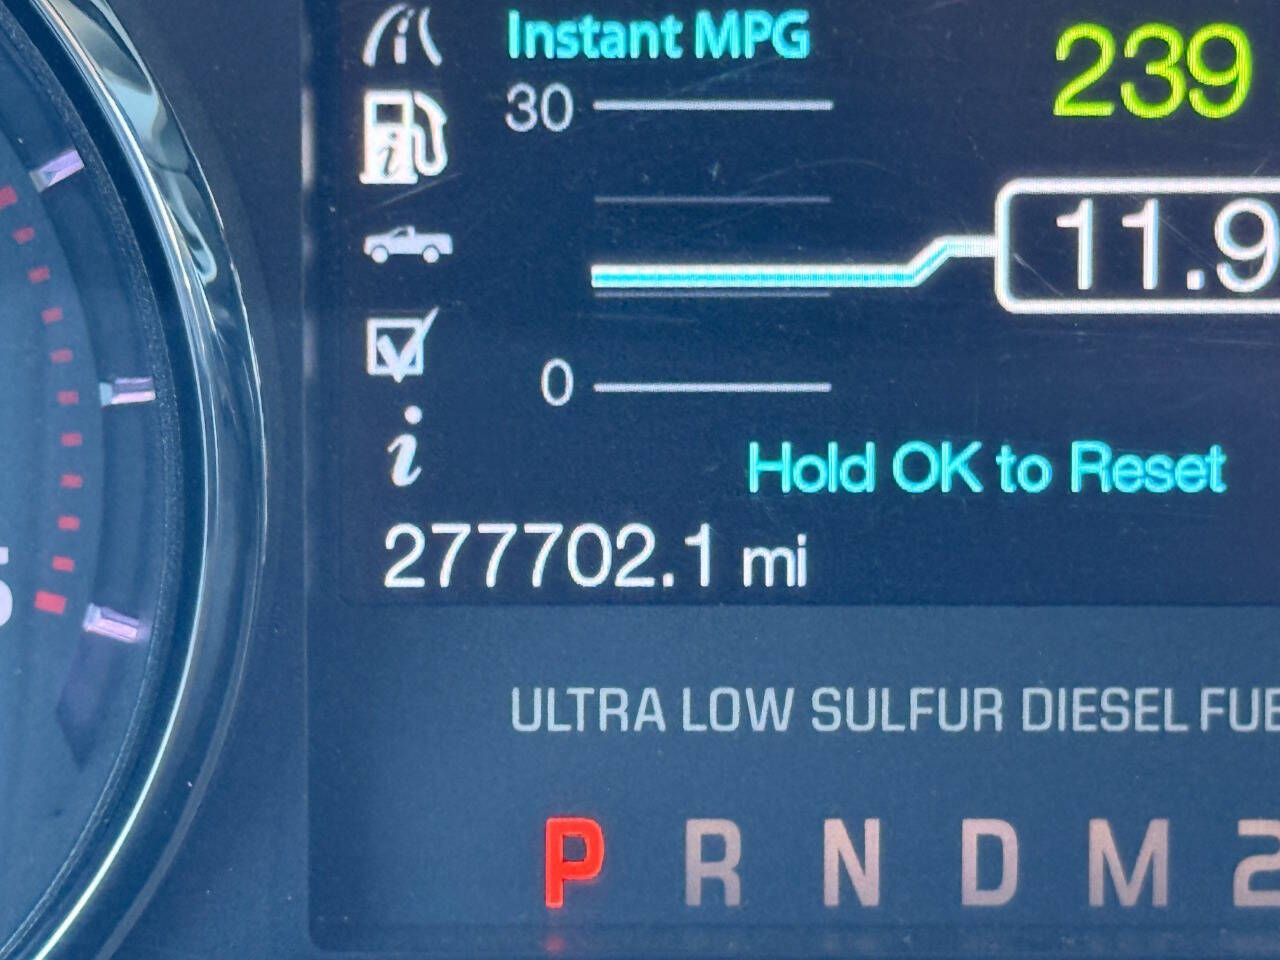 Instant MPG
239
30
11.9
0
Hold OK to Reset
277702.1 mi
ULTRA LOW SULFUR DIESEL FUE
P R N D M 2